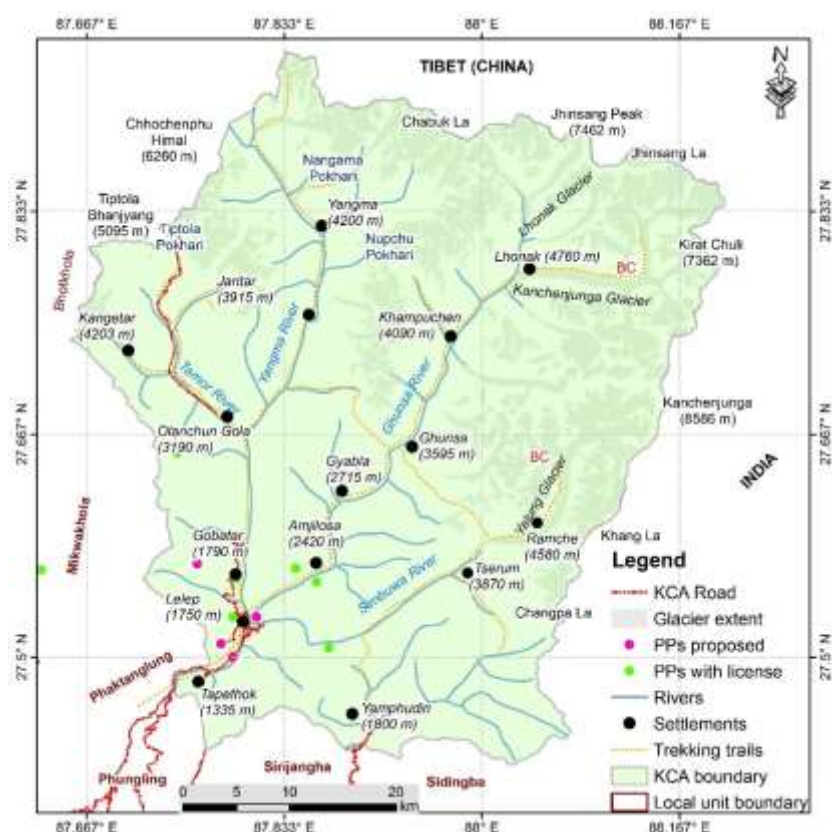 87.667° E
87.833° E
88° E
88.167° E
TIBET (CHINA)
N
Chabuk La
Jhinsang Peak
(7462 m)
Chhochenphu
Himal
(6260 m)
Jhinsang La
Nangama
Pokhari
Lhonak Glacier
27.833° N
27.833° N
Tiptola
Bhanjyang
(5095 m)
Yangma
(4200 m)
Tiptola
Pokhari
Nupchu
Pokhari
Lhonak (4760 m)
Kirat Chuli
(7362 m)
BC
Bhotkhola
Jantar
(3915 m)
Kanchenjunga Glacier
Kangetar
(4203 m)
Khampuchen
(4090 m)
Yangma River
Tamor River
Ghunsa River
Kanchenjunga
(8586 m)
Olanchun Gola
(3190 m)
27.667° N
27.667° N
Ghunsa
(3595 m)
Gyabla
(2715 m)
BC
INDIA
Yalung Glacier
Mikwakhola
Gobatar
(1790 m)
Amjilosa
(2420 m)
Ramche
(4580 m)
Khang La
Simbuwa River
Tserum
(3870 m)
Lelep
(1750 m)
Changpa La
27.5° N
27.5° N
Phaktanglung
Tapethok
(1335 m)
Yamphudin
(1800 m)
Phungling
Sirijangha
Sidingba
Legend
KCA Road
Glacier extent
PPs proposed
PPs with license
Rivers
Settlements
Trekking trails
KCA boundary
Local unit boundary
0 5 10 20
km
87.667° E
87.833° E
88° E
88.167° E